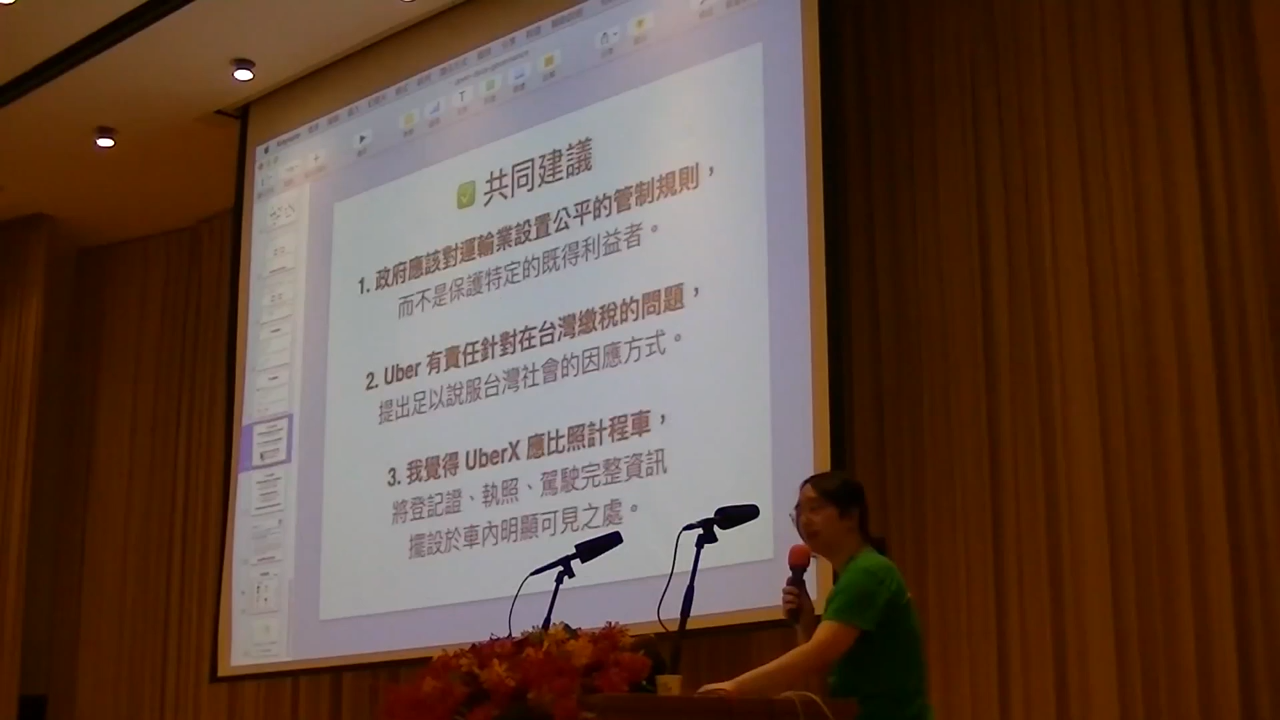 共同建議
1. 政府應該對運輸業設置公平的管制規則，
而不是保護特定的既得利益者。
2. Uber 有責任針對在台灣繳稅的問題，
提出足以說服台灣社會的因應方式。
3. 我覺得 UberX 應比照計程車，
將登記證、執照、駕駛完整資訊
擺設於車內明顯可見之處。